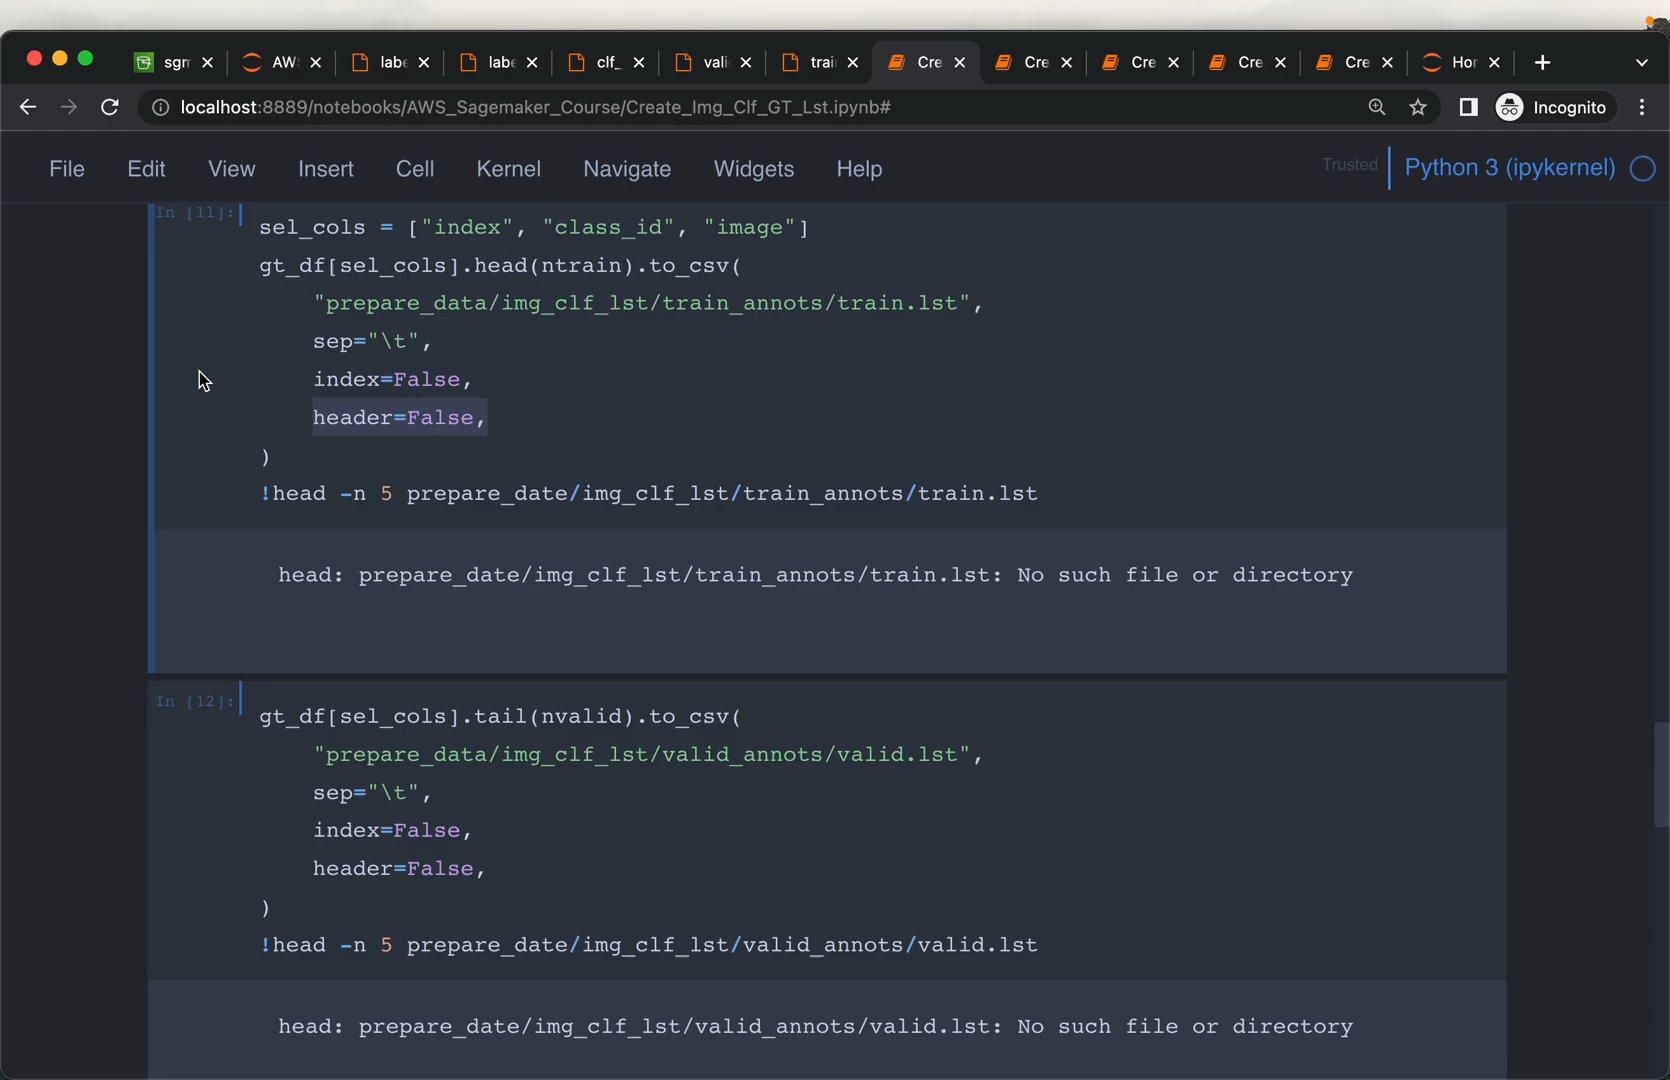 sgm AWS labe labe clf_ vali train Cre Cre Cre Cre Cre Hom
localhost:8889/notebooks/AWS_Sagemaker_Course/Create_Img_Clf_GT_Lst.ipynb# Incognito
File Edit View Insert Cell Kernel Navigate Widgets Help Trusted Python 3 (ipykernel)
In [11]:
sel_cols = ["index", "class_id", "image"]
gt_df[sel_cols].head(ntrain).to_csv(
"prepare_data/img_clf_lst/train_annots/train.lst",
sep="\t",
index=False,
header=False,
)
!head -n 5 prepare_date/img_clf_lst/train_annots/train.lst
head: prepare_date/img_clf_lst/train_annots/train.lst: No such file or directory
In [12]:
gt_df[sel_cols].tail(nvalid).to_csv(
"prepare_data/img_clf_lst/valid_annots/valid.lst",
sep="\t",
index=False,
header=False,
)
!head -n 5 prepare_date/img_clf_lst/valid_annots/valid.lst
head: prepare_date/img_clf_lst/valid_annots/valid.lst: No such file or directory